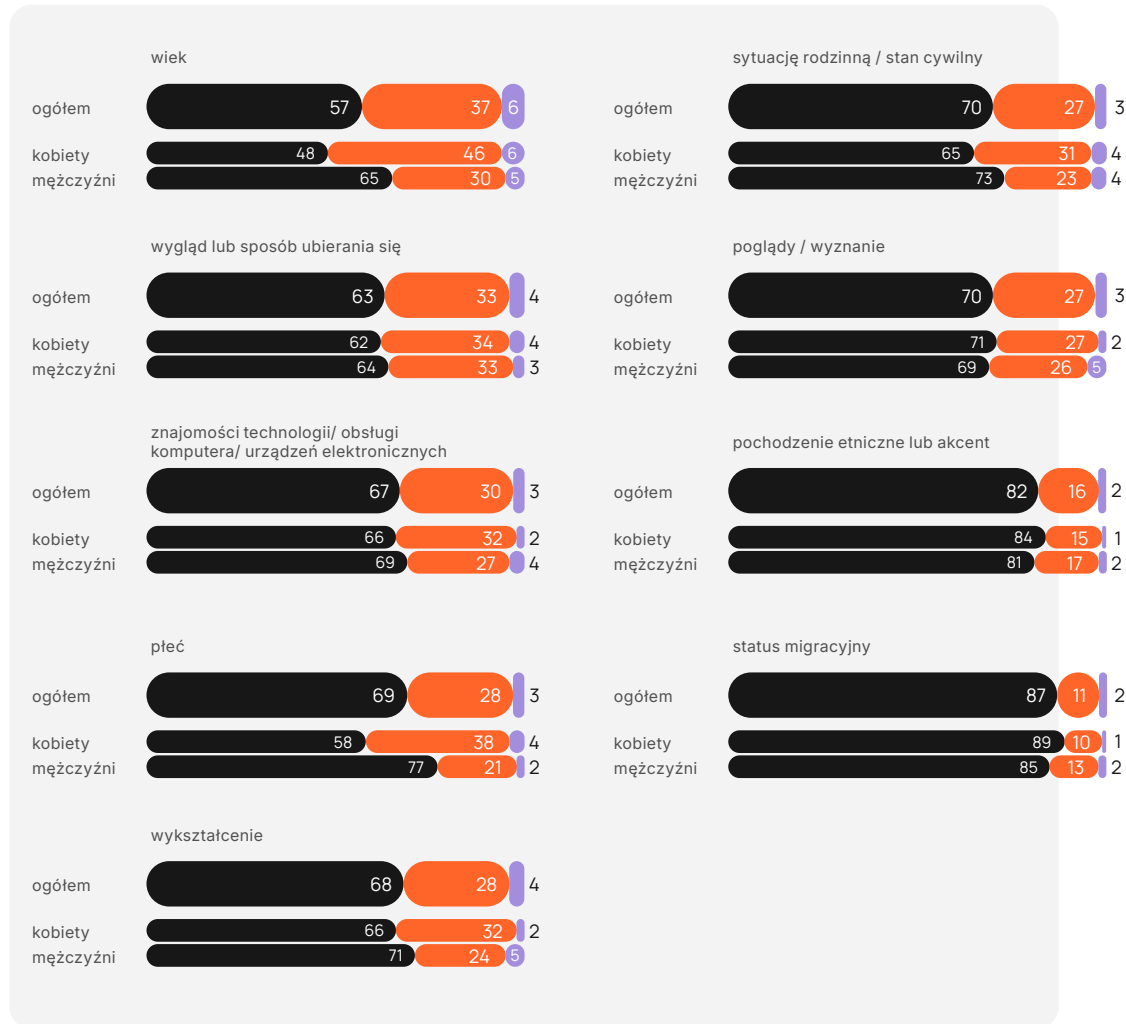 wiek
ogółem 57 37 6
kobiety 48 46 6
mężczyźni 65 30 5
wygląd lub sposób ubierania się
ogółem 63 33 4
kobiety 62 34 4
mężczyźni 64 33 3
znajomości technologii/ obsługi
komputera/ urządzeń elektronicznych
ogółem 67 30 3
kobiety 66 32 2
mężczyźni 69 27 4
płeć
ogółem 69 28 3
kobiety 58 38 4
mężczyźni 77 21 2
wykształcenie
ogółem 68 28 4
kobiety 66 32 2
mężczyźni 71 24 5
sytuację rodzinną / stan cywilny
ogółem 70 27 3
kobiety 65 31 4
mężczyźni 73 23 4
poglądy / wyznanie
ogółem 70 27 3
kobiety 71 27 2
mężczyźni 69 26 5
pochodzenie etniczne lub akcent
ogółem 82 16 2
kobiety 84 15 1
mężczyźni 81 17 2
status migracyjny
ogółem 87 11 2
kobiety 89 10 1
mężczyźni 85 13 2